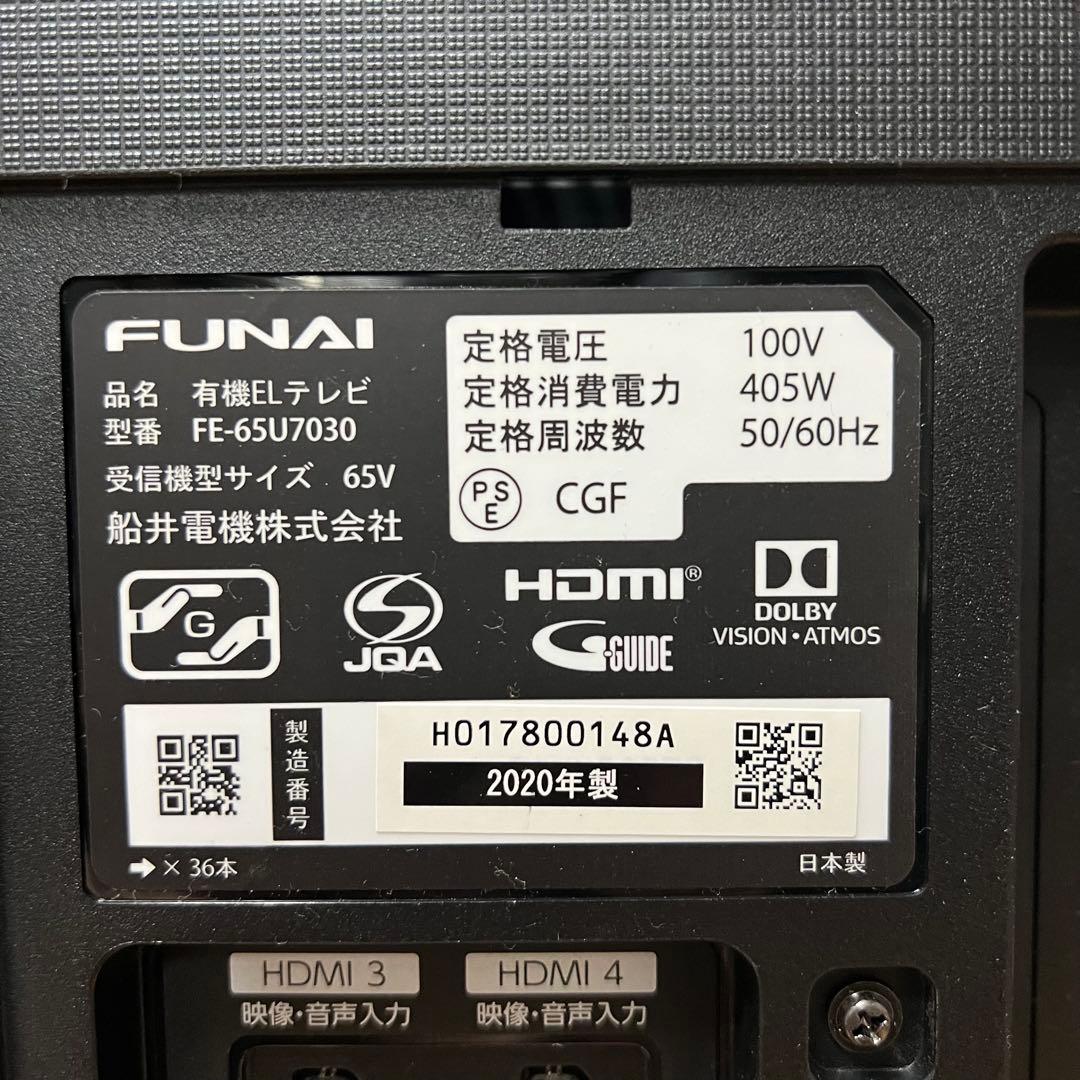 FUNAI
品名 有機ELテレビ
型番 FE-65U7030
受信機型サイズ 65V
船井電機株式会社
定格電圧 100V
定格消費電力 405W
定格周波数 50/60Hz
PSE CGF
G
JQA
HDMI®
G-GUIDE
DOLBY
VISION・ATMOS
製造番号
H017800148A
2020年製
➔× 36本
日本製
HDMI 3
映像・音声入力
HDMI 4
映像・音声入力